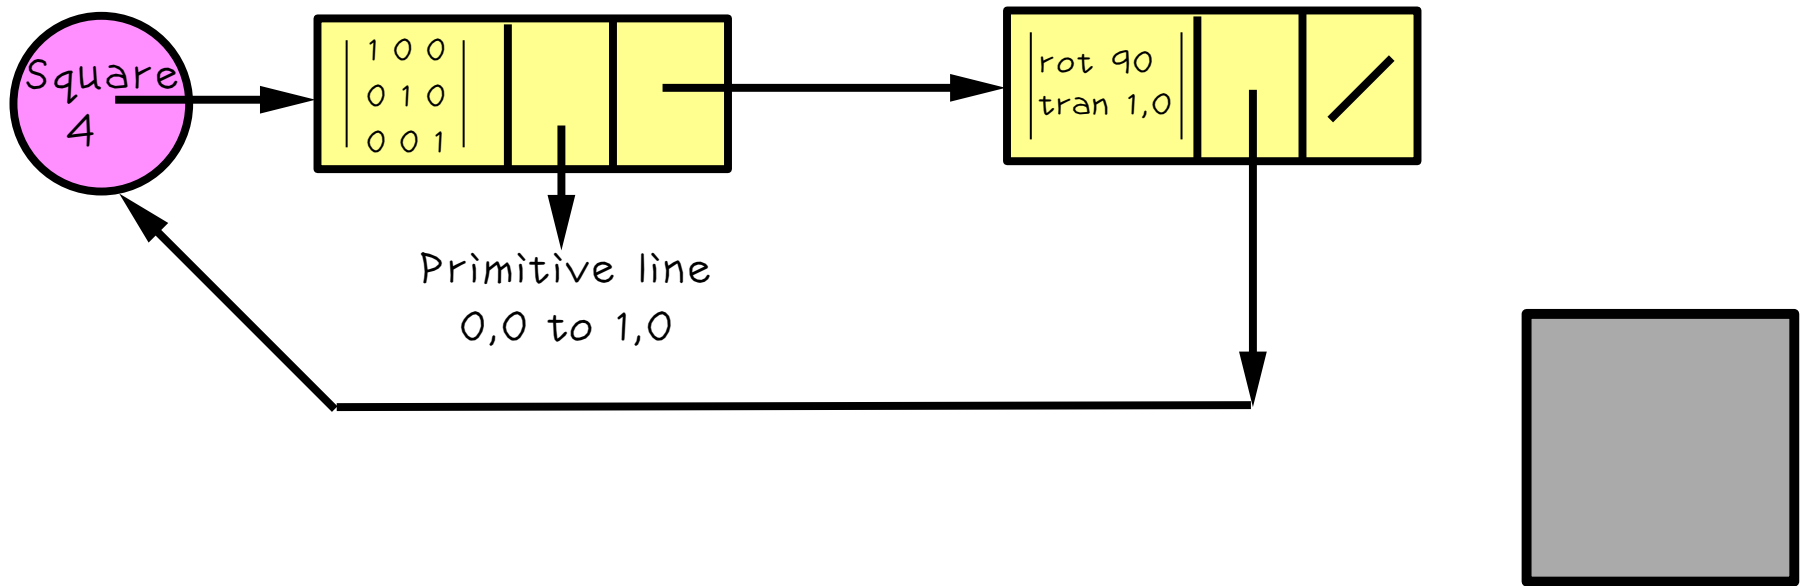 Square
4
1 0 0
0 1 0
0 0 1
Primitive line
0,0 to 1,0
rot 90
tran 1,0